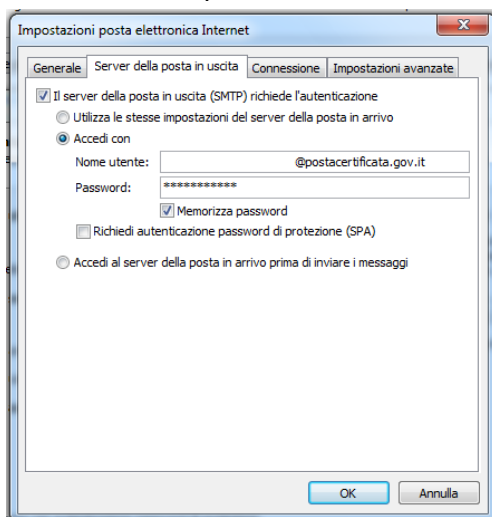 Impostazioni posta elettronica Internet
Generale Server della posta in uscita Connessione Impostazioni avanzate
Il server della posta in uscita (SMTP) richiede l'autenticazione
Utilizza le stesse impostazioni del server della posta in arrivo
Accedi con
Nome utente: @postacertificata.gov.it
Password: ***********
Memorizza password
Richiedi autenticazione password di protezione (SPA)
Accedi al server della posta in arrivo prima di inviare i messaggi
OK Annulla